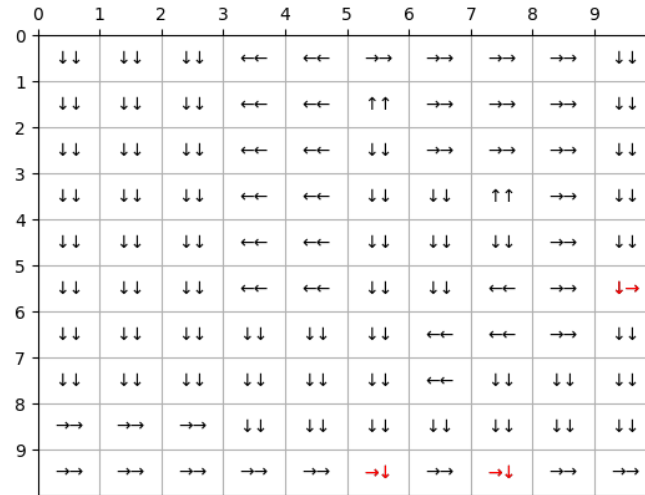 0 1 2 3 4 5 6 7 8 9
0 ↓↓ ↓↓ ↓↓ ←← ←← →→ →→ →→ →→ ↓↓
1 ↓↓ ↓↓ ↓↓ ←← ←← ↑↑ →→ →→ →→ ↓↓
2 ↓↓ ↓↓ ↓↓ ←← ←← ↓↓ →→ →→ →→ ↓↓
3 ↓↓ ↓↓ ↓↓ ←← ←← ↓↓ ↓↓ ↑↑ →→ ↓↓
4 ↓↓ ↓↓ ↓↓ ←← ←← ↓↓ ↓↓ ↓↓ →→ ↓↓
5 ↓↓ ↓↓ ↓↓ ←← ←← ↓↓ ↓↓ ←← →→ ↓→
6 ↓↓ ↓↓ ↓↓ ↓↓ ↓↓ ↓↓ ←← ←← →→ ↓↓
7 ↓↓ ↓↓ ↓↓ ↓↓ ↓↓ ↓↓ ←← ↓↓ ↓↓ ↓↓
8 →→ →→ →→ ↓↓ ↓↓ ↓↓ ↓↓ ↓↓ ↓↓ ↓↓
9 →→ →→ →→ →→ →→ →↓ →→ →↓ →→ →→